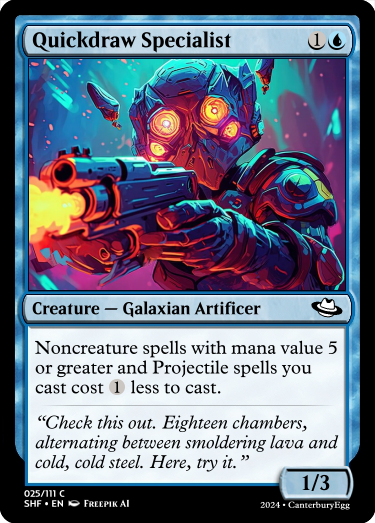 Quickdraw Specialist 1
Creature — Galaxian Artificer
Noncreature spells with mana value 5
or greater and Projectile spells you
cast cost 1 less to cast.
“Check this out. Eighteen chambers,
alternating between smoldering lava and
cold, cold steel. Here, try it.”
1/3
025/111 C
SHF • EN Freepik AI
2024 • CanterburyEgg